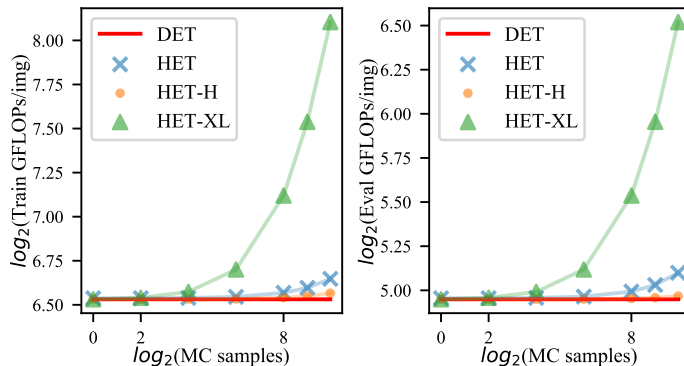 log2(Train GFLOPs/img)
8.00
7.75
7.50
7.25
7.00
6.75
6.50
DET
HET
HET-H
HET-XL
0
2
8
log2(MC samples)
log2(Eval GFLOPs/img)
6.50
6.25
6.00
5.75
5.50
5.25
5.00
DET
HET
HET-H
HET-XL
0
2
8
log2(MC samples)